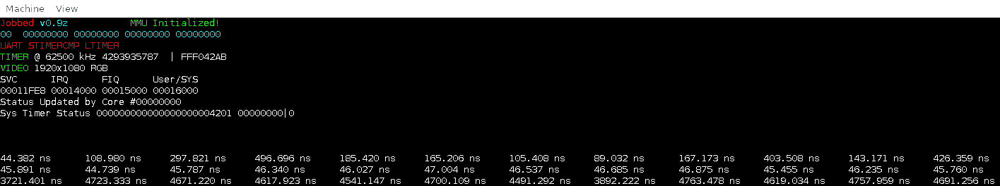 Machine View
Jobbed v0.9z MMU Initialized!
00 00000000 00000000 00000000 00000000
UART STIMERCMP LTIMER
TIMER @ 62500 kHz 4293935787 | FFF042AB
VIDEO 1920x1080 RGB
SVC IRQ FIQ User/SYS
00011FE8 00014000 00015000 00016000
Status Updated by Core #00000000
Sys Timer Status 00000000000000000000004201 00000000|0
44.382 ns 108.980 ns 297.821 ns 496.696 ns 185.420 ns 165.206 ns 105.408 ns 89.032 ns 167.173 ns 403.508 ns 143.171 ns 426.359 ns
45.891 ns 44.739 ns 45.787 ns 46.340 ns 46.027 ns 47.004 ns 46.537 ns 46.685 ns 46.875 ns 45.455 ns 46.235 ns 45.760 ns
3721.401 ns 4723.333 ns 4671.220 ns 4617.923 ns 4541.147 ns 4700.109 ns 4491.292 ns 3892.222 ns 4763.478 ns 4619.034 ns 4757.959 ns 4691.256 ns